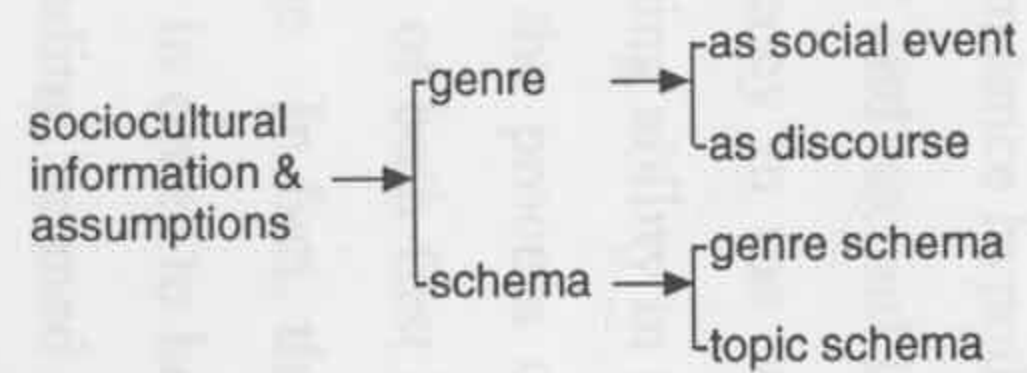 sociocultural
information &
assumptions
genre
as social event
as discourse
schema
genre schema
topic schema